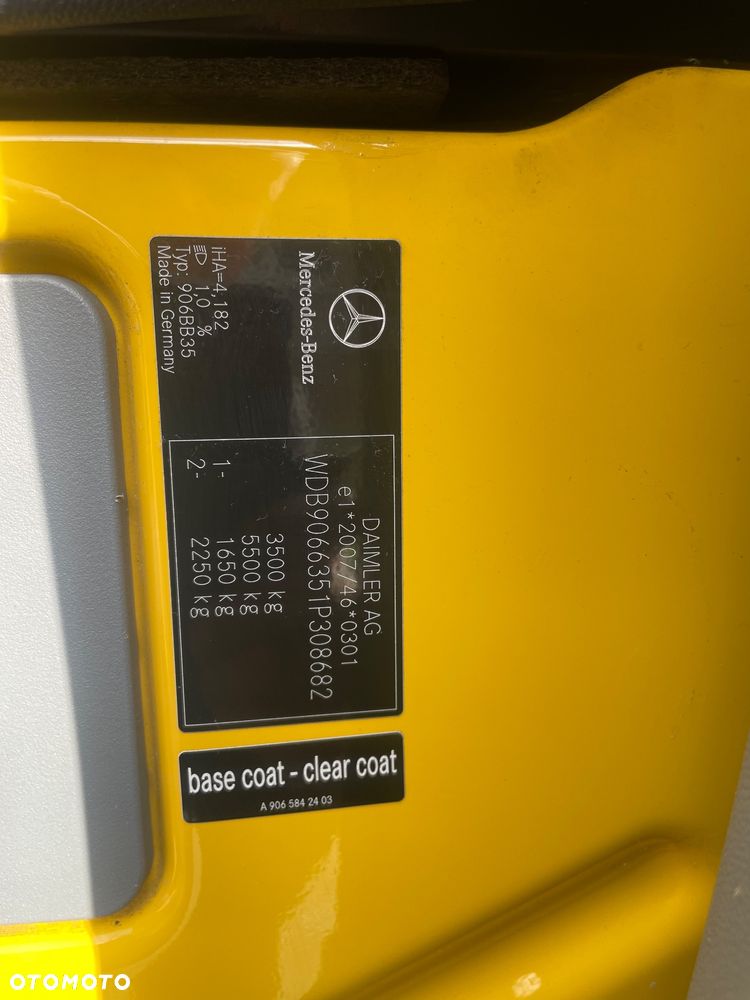 Mercedes-Benz
DAIMLER AG
e1*2007/46*0301
WDB9066351P308682
3500 kg
5500 kg
1- 1650 kg
2- 2250 kg
iHA=4,182
1,0 %
Typ: 906BB35
Made in Germany
base coat - clear coat
A 906 584 24 03
OTOMOTO